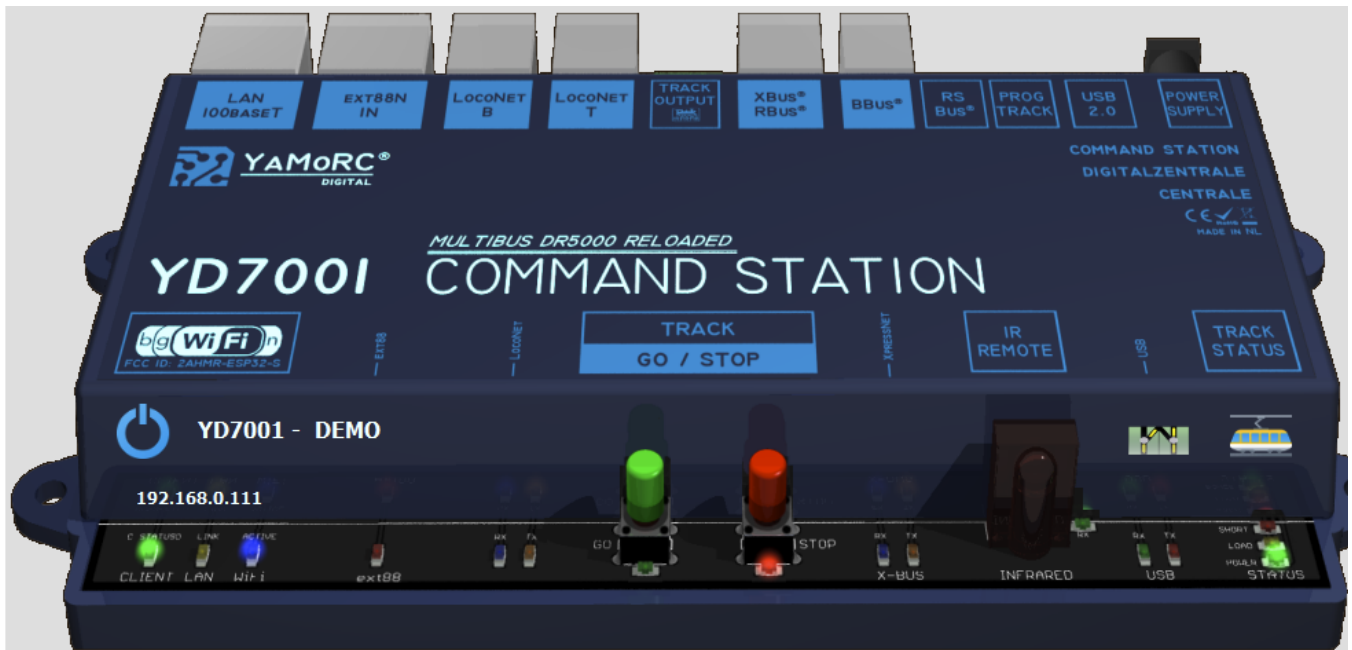 LAN
100BASET
EXT88N
IN
LOCONET
B
LOCONET
T
TRACK
OUTPUT
XBUS®
RBUS®
BBUS®
RS
BUS®
PROG
TRACK
USB
2.0
POWER
SUPPLY
YAMORC®
DIGITAL
COMMAND STATION
DIGITALZENTRALE
CENTRALE
CE
MADE IN NL
MULTIBUS DR5000 RELOADED
YD7001 COMMAND STATION
bg WiFi n
FCC ID: 2AHMR-ESP32-S
EXT88
LOCONET
TRACK
GO / STOP
XPRESSNET
IR
REMOTE
USB
TRACK
STATUS
YD7001 - DEMO
192.168.0.111
C STATUSD LINK ACTIVE
CLIENT LAN WiFi
ext88
RX TX
GO
STOP
RX TX
X-BUS
RX
INFRARED
RX TX
USB
SHORT
LOAD
POWER
STATUS